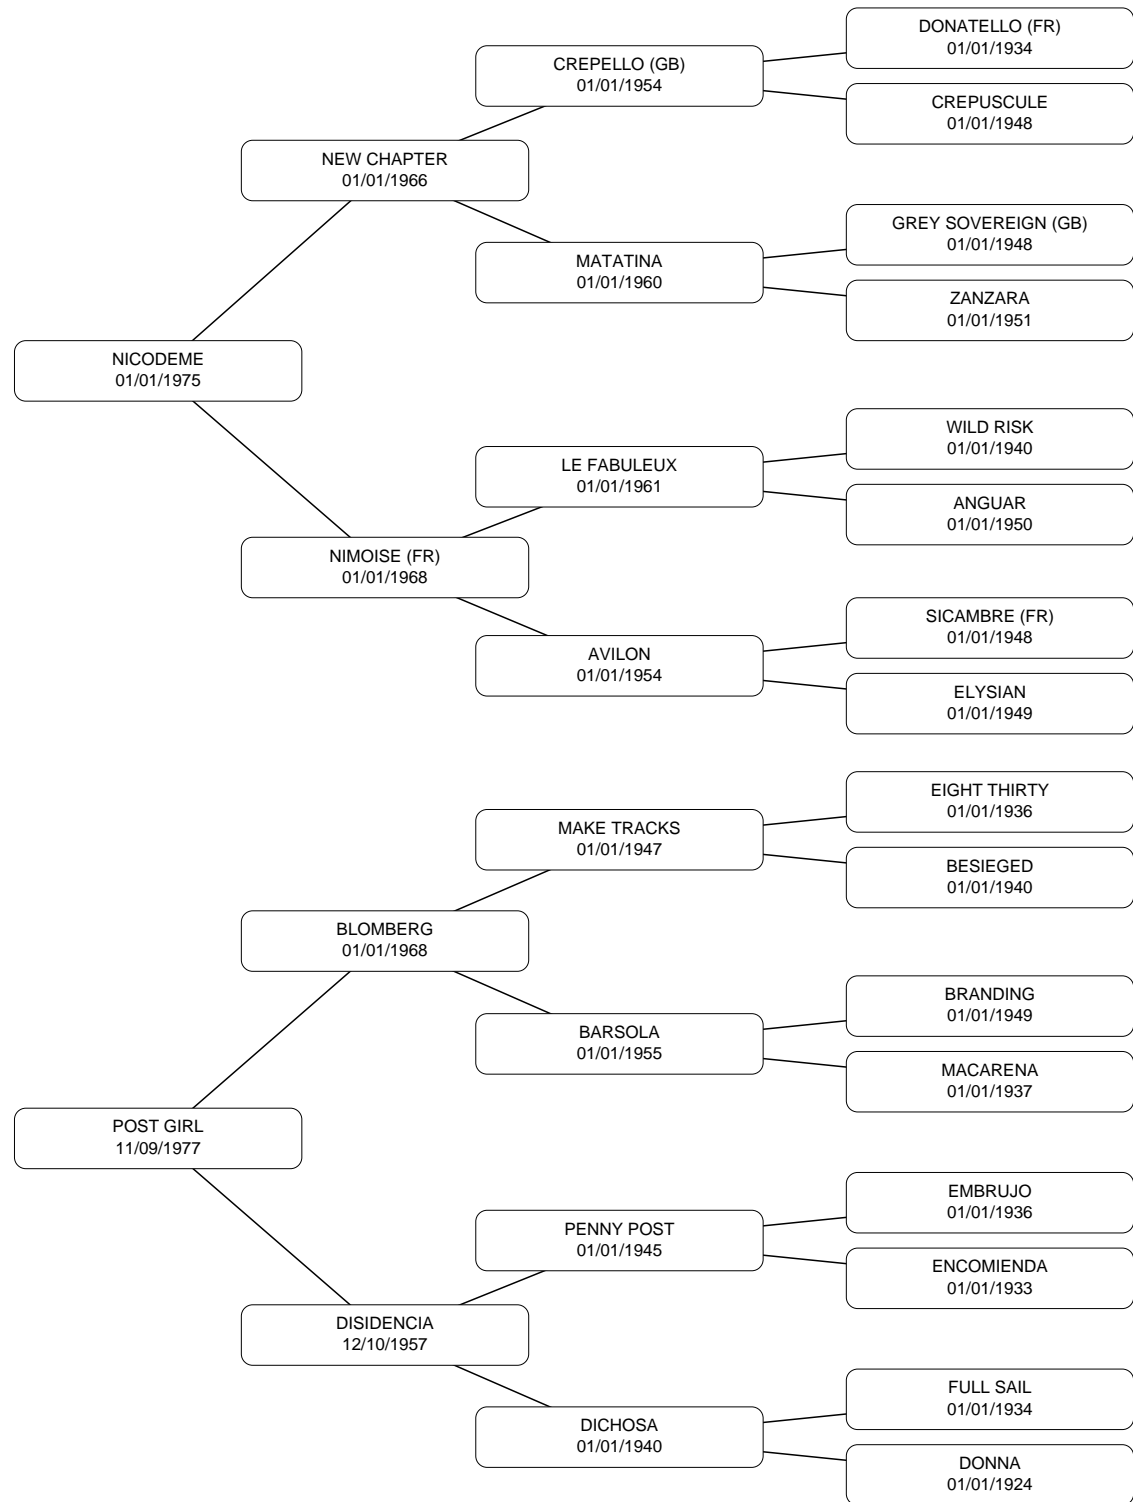 DONATELLO (FR)
01/01/1934
CREPELLO (GB)
01/01/1954
CREPUSCULE
01/01/1948
NEW CHAPTER
01/01/1966
GREY SOVEREIGN (GB)
01/01/1948
MATATINA
01/01/1960
ZANZARA
01/01/1951
NICODEME
01/01/1975
WILD RISK
01/01/1940
LE FABULEUX
01/01/1961
ANGUAR
01/01/1950
NIMOISE (FR)
01/01/1968
SICAMBRE (FR)
01/01/1948
AVILON
01/01/1954
ELYSIAN
01/01/1949
EIGHT THIRTY
01/01/1936
MAKE TRACKS
01/01/1947
BESIEGED
01/01/1940
BLOMBERG
01/01/1968
BRANDING
01/01/1949
BARSOLA
01/01/1955
MACARENA
01/01/1937
POST GIRL
11/09/1977
EMBRUJO
01/01/1936
PENNY POST
01/01/1945
ENCOMIENDA
01/01/1933
DISIDENCIA
12/10/1957
FULL SAIL
01/01/1934
DICHOSA
01/01/1940
DONNA
01/01/1924